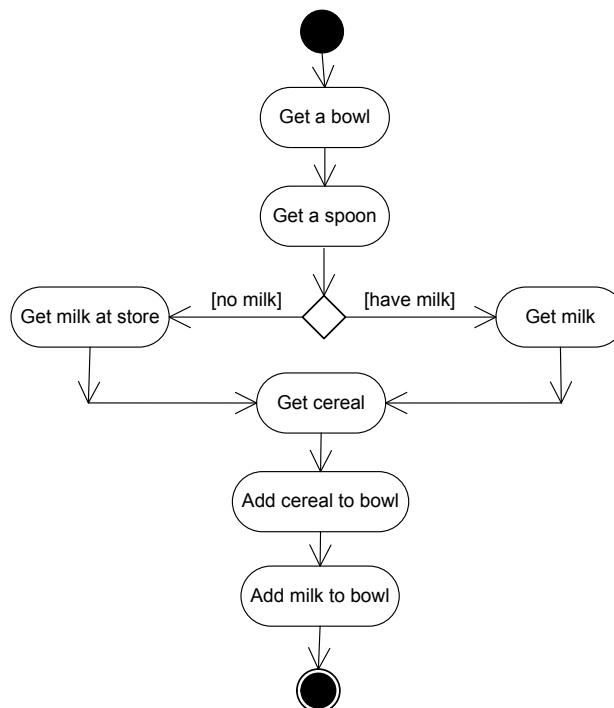 Get a bowl
Get a spoon
[no milk]
[have milk]
Get milk at store
Get milk
Get cereal
Add cereal to bowl
Add milk to bowl